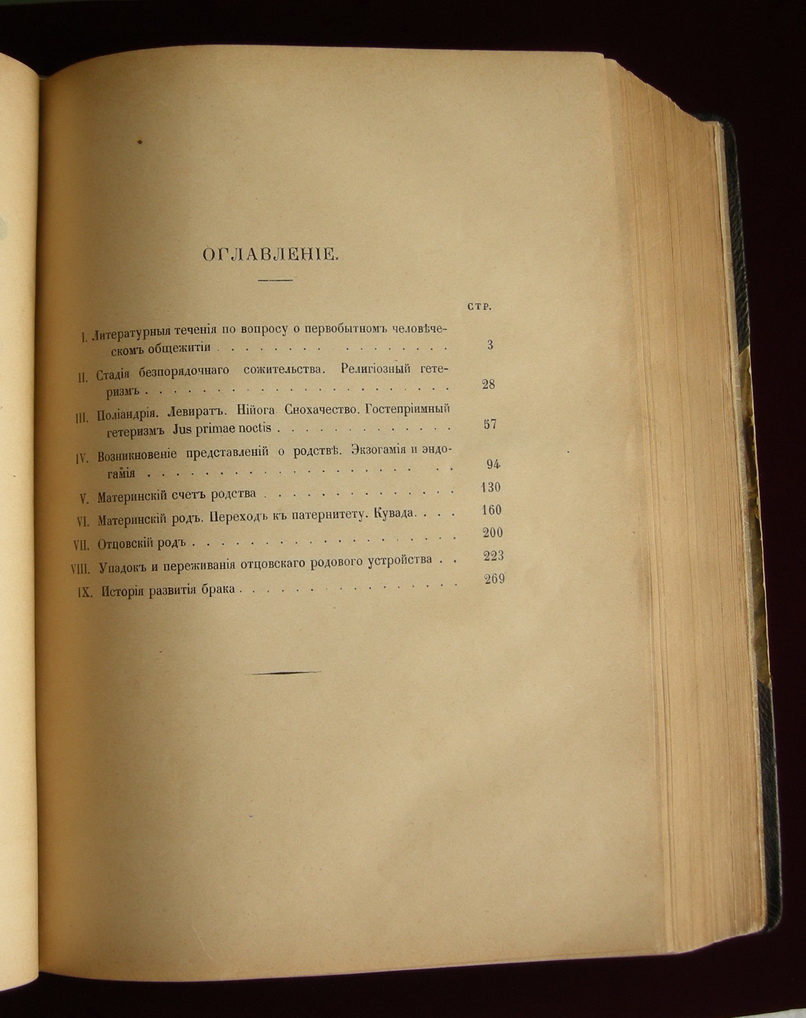 ОГЛАВЛЕНІЕ.
СТР.
I. Литературныя теченія по вопросу о первобытномъ человѣче-
скомъ общежитіи . . . . . . . . . . . . . . . 3
II. Стадія безпорядочнаго сожительства. Религіозный гете-
ризмъ . . . . . . . . . . . . . . . . . . . . . 28
III. Поліандрія. Левиратъ. Нійога Снохачество. Гостепріимный
гетеризмъ Jus primae noctis . . . . . . . . . . . . 57
IV. Возникновеніе представленій о родствѣ. Экзогамія и эндо-
гамія . . . . . . . . . . . . . . . . . . . 94
V. Материнскій счетъ родства . . . . . . . . . . . . . 130
VI. Материнскій родъ. Переходъ къ патернитету. Кувада. . . . 160
VII. Отцовскій родъ . . . . . . . . . . . . . . . . . . 200
VIII. Упадокъ и переживанія отцовскаго родового устройства . . 223
IX. Исторія развитія брака . . . . . . . . . . . . . . . 269